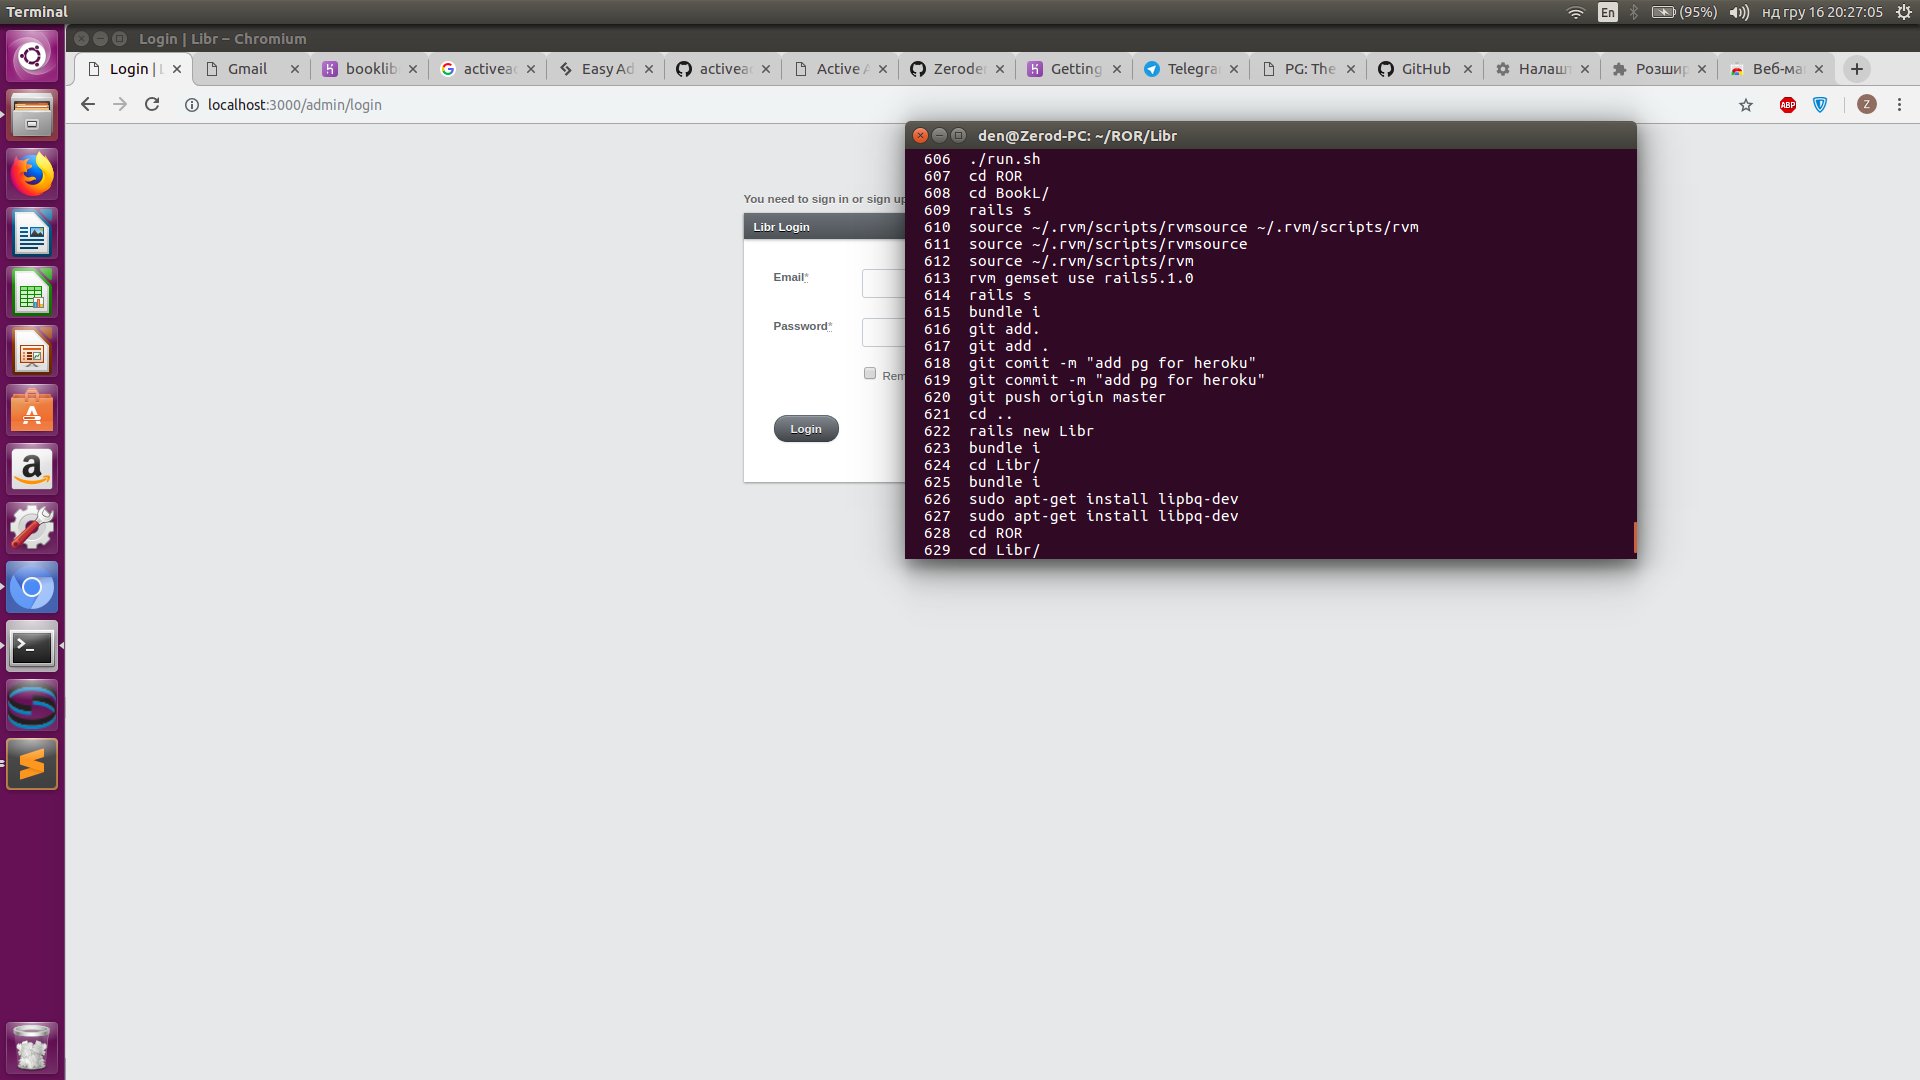 Terminal
En
(95%)
нд гру 16 20:27:05
Login | Libr – Chromium
Login | L
Gmail
booklib
activead
Easy Ad
activead
Active A
Zeroden
Getting
Telegra
PG: The
GitHub
Налашт
Розшир
Веб-маг
localhost:3000/admin/login
ABP
Z
You need to sign in or sign up
Libr Login
Email*
Password*
Rem
Login
den@Zerod-PC: ~/ROR/Libr
606 ./run.sh
607 cd ROR
608 cd BookL/
609 rails s
610 source ~/.rvm/scripts/rvmsource ~/.rvm/scripts/rvm
611 source ~/.rvm/scripts/rvmsource
612 source ~/.rvm/scripts/rvm
613 rvm gemset use rails5.1.0
614 rails s
615 bundle i
616 git add.
617 git add .
618 git comit -m "add pg for heroku"
619 git commit -m "add pg for heroku"
620 git push origin master
621 cd ..
622 rails new Libr
623 bundle i
624 cd Libr/
625 bundle i
626 sudo apt-get install lipbq-dev
627 sudo apt-get install libpq-dev
628 cd ROR
629 cd Libr/